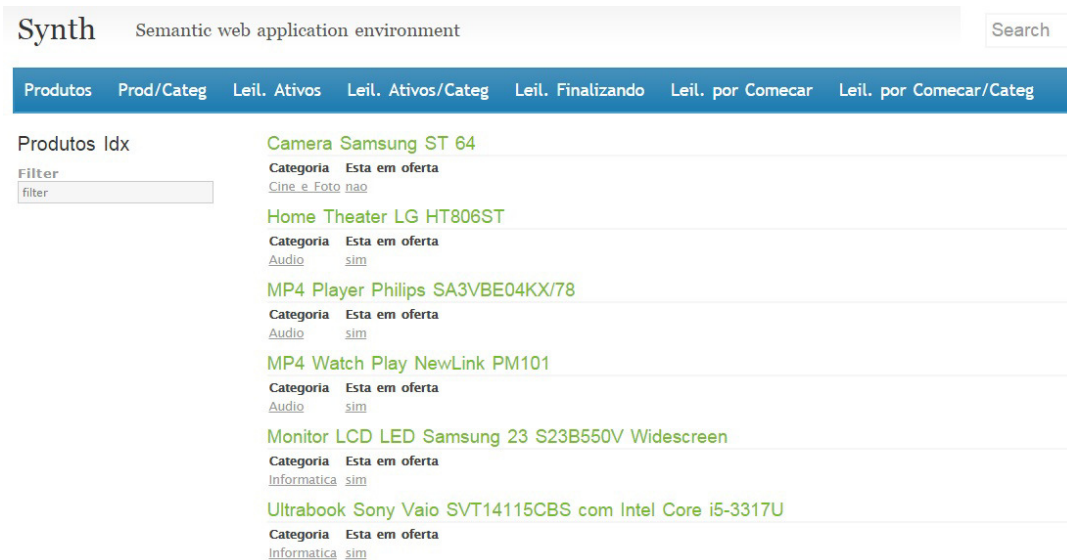 Synth Semantic web application environment Search
Produtos Prod/Categ Leil. Ativos Leil. Ativos/Categ Leil. Finalizando Leil. por Comecar Leil. por Comecar/Categ
Produtos Idx
Filter
filter
Camera Samsung ST 64
Categoria Esta em oferta
Cine e Foto nao
Home Theater LG HT806ST
Categoria Esta em oferta
Audio sim
MP4 Player Philips SA3VBE04KX/78
Categoria Esta em oferta
Audio sim
MP4 Watch Play NewLink PM101
Categoria Esta em oferta
Audio sim
Monitor LCD LED Samsung 23 S23B550V Widescreen
Categoria Esta em oferta
Informatica sim
Ultrabook Sony Vaio SVT14115CBS com Intel Core i5-3317U
Categoria Esta em oferta
Informatica sim